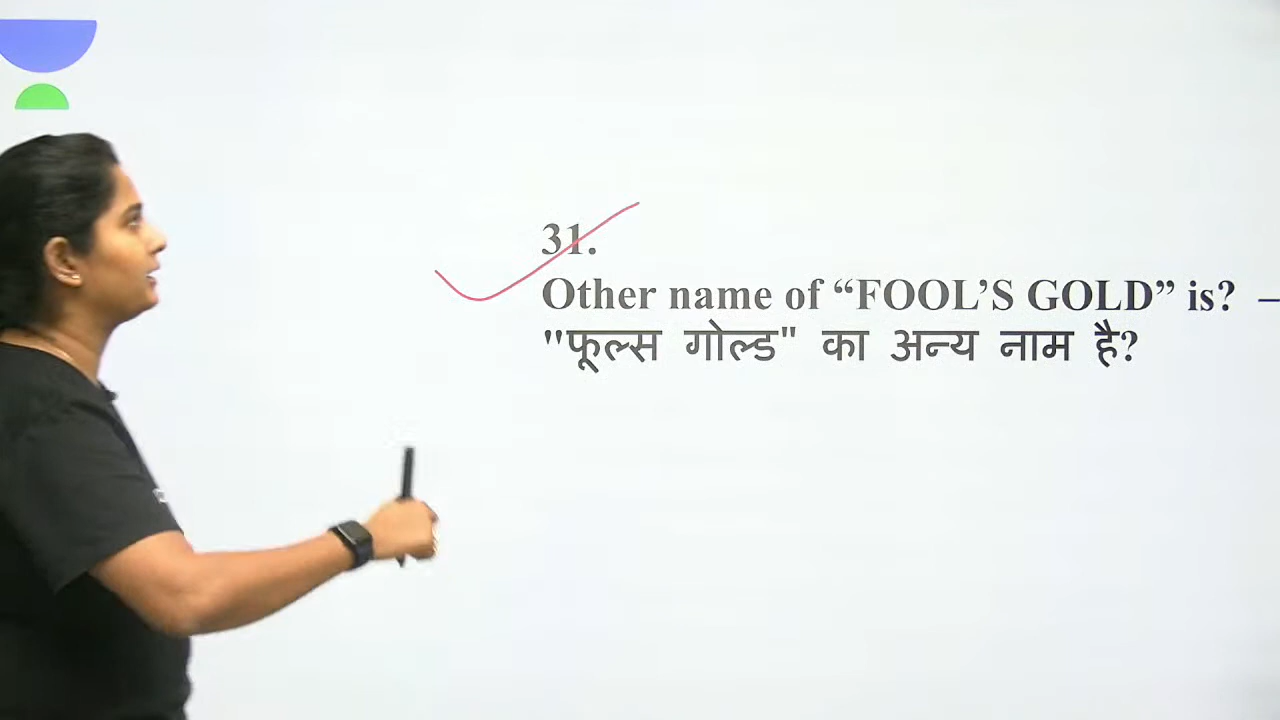 31.
Other name of “FOOL’S GOLD” is? –
"फूल्स गोल्ड" का अन्य नाम है?